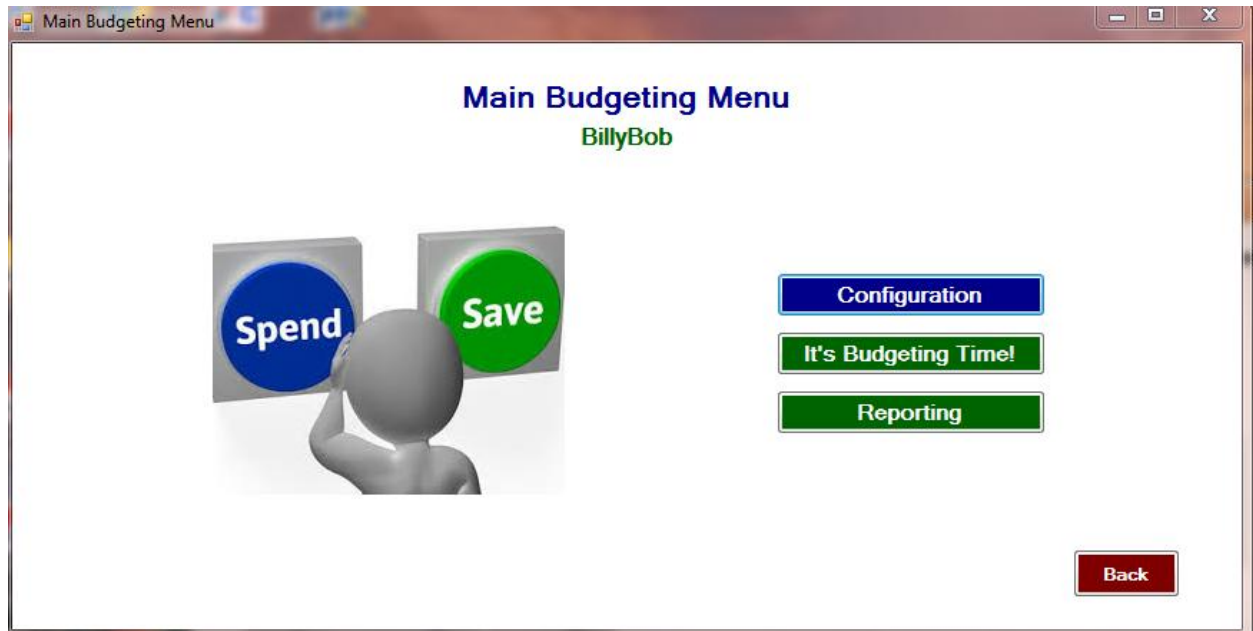 Main Budgeting Menu
Main Budgeting Menu
BillyBob
Spend
Save
Configuration
It's Budgeting Time!
Reporting
Back